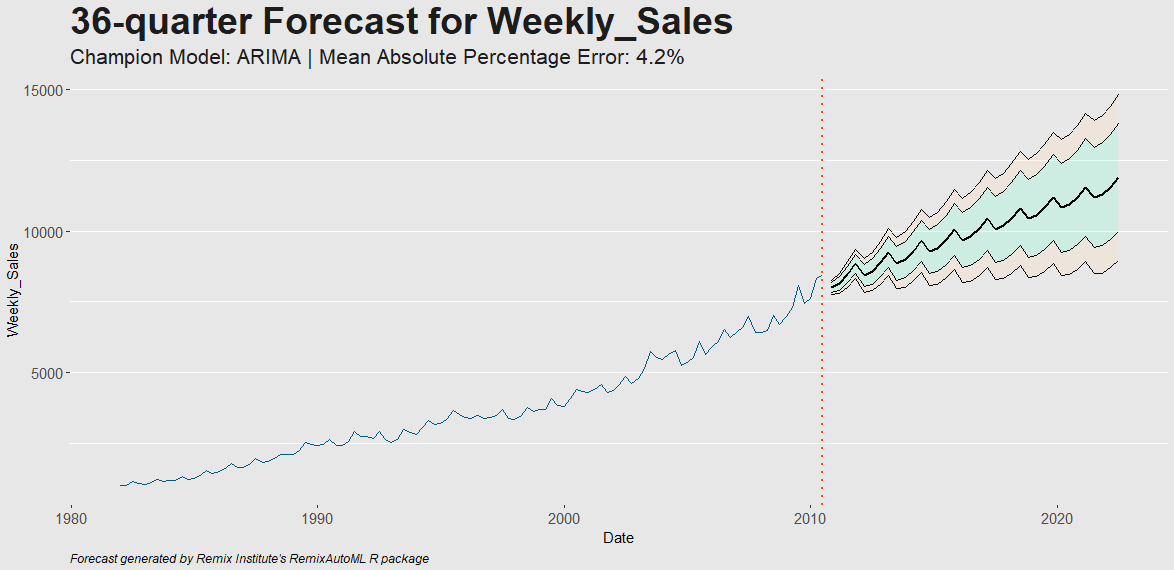 36-quarter Forecast for Weekly_Sales
Champion Model: ARIMA | Mean Absolute Percentage Error: 4.2%
15000
10000
5000
Weekly_Sales
1980 1990 2000 2010 2020
Date
Forecast generated by Remix Institute's RemixAutoML R package